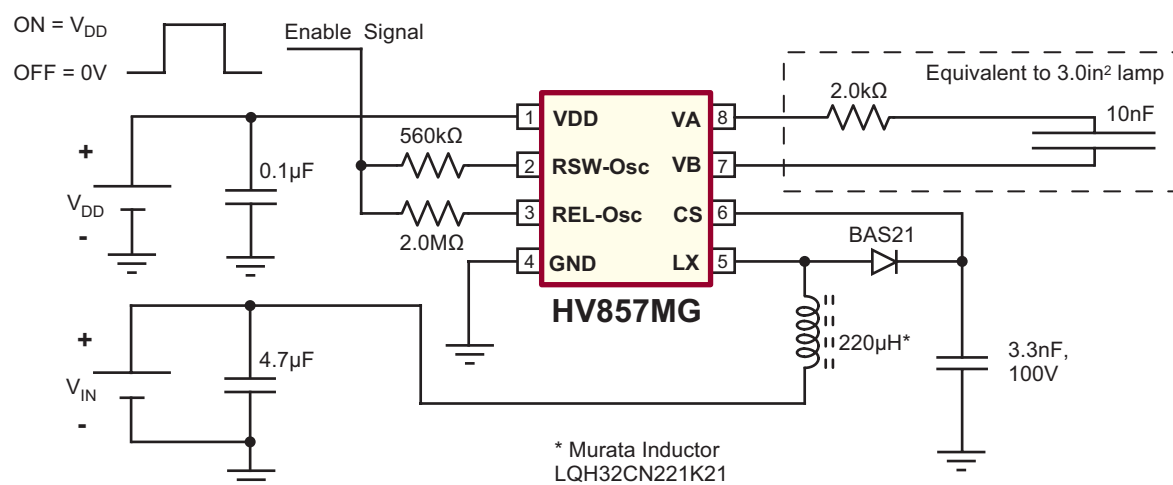 ON = VDD
OFF = 0V
Enable Signal
Equivalent to 3.0in² lamp
2.0kΩ
10nF
1 VDD VA 8
560kΩ
2 RSW-Osc VB 7
0.1µF
+
VDD
-
3 REL-Osc CS 6
2.0MΩ
BAS21
4 GND LX 5
HV857MG
+
VIN
-
4.7µF
220µH*
3.3nF,
100V
* Murata Inductor
LQH32CN221K21